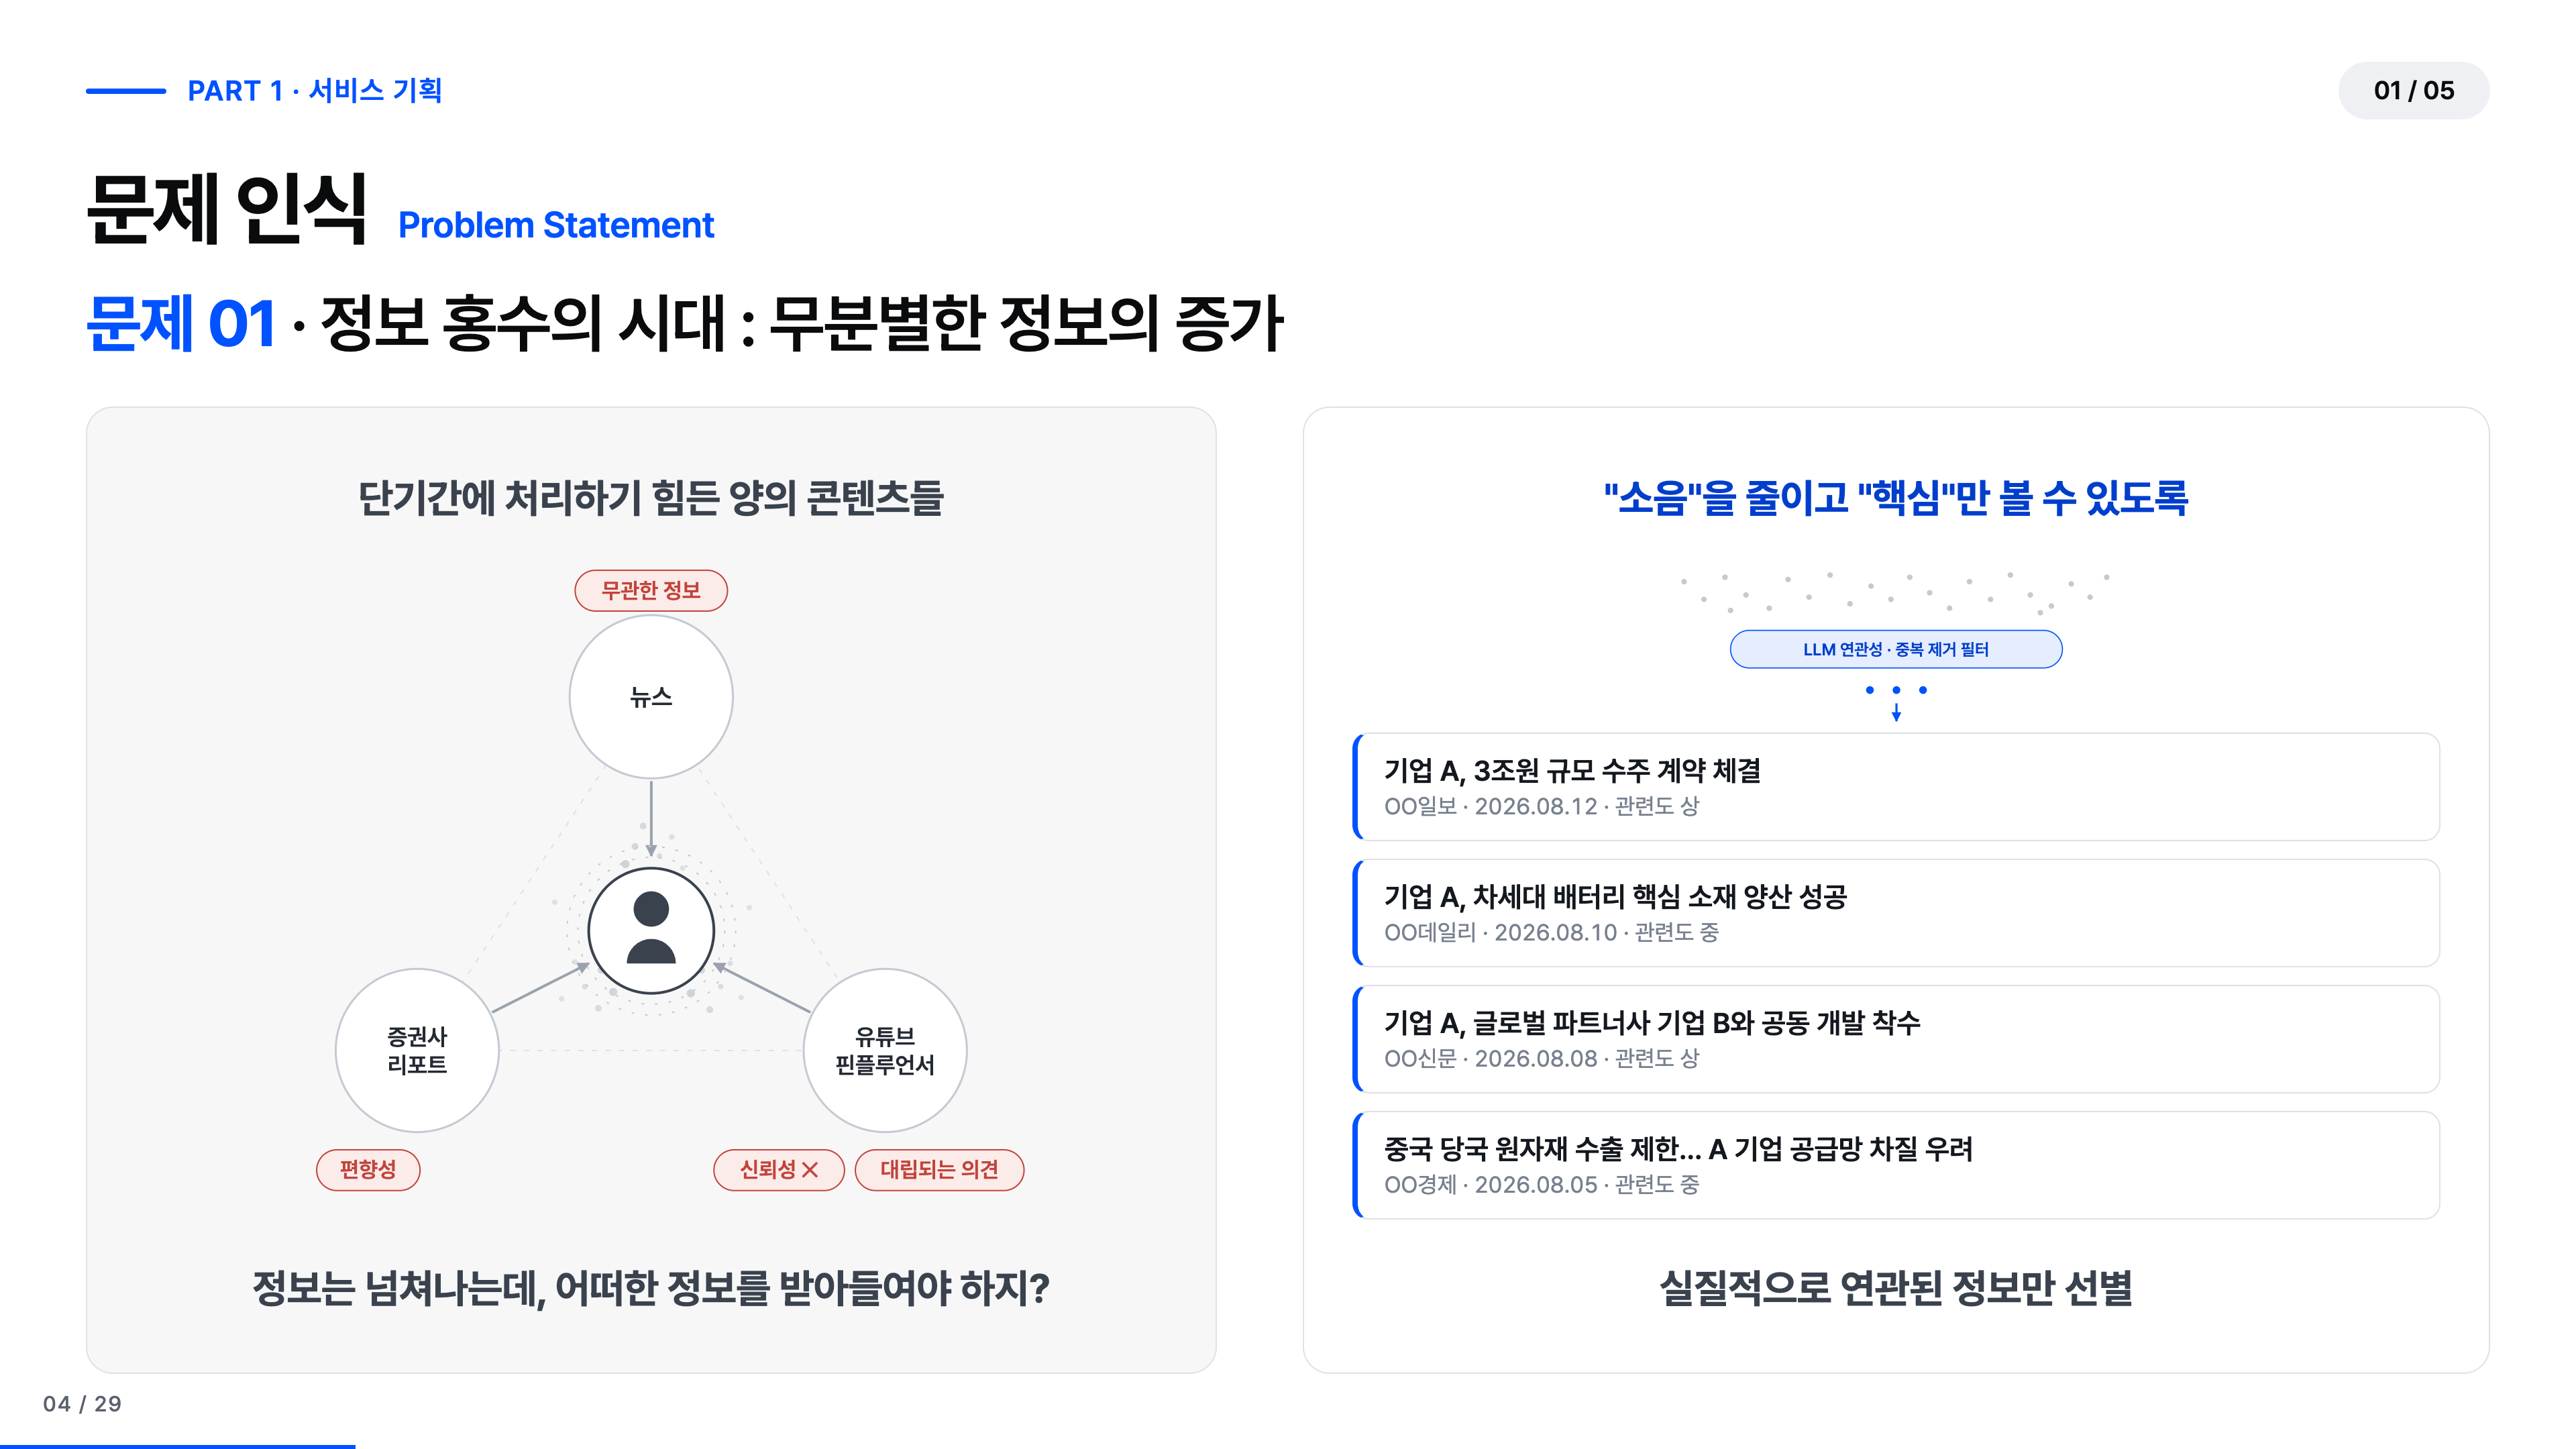 PART 1 · 서비스 기획
01 / 05
문제 인식 Problem Statement
문제 01 · 정보 홍수의 시대 : 무분별한 정보의 증가
단기간에 처리하기 힘든 양의 콘텐츠들
무관한 정보
뉴스
증권사
리포트
유튜브
핀플루언서
편향성
신뢰성 ✕
대립되는 의견
정보는 넘쳐나는데, 어떠한 정보를 받아들여야 하지?
"소음"을 줄이고 "핵심"만 볼 수 있도록
LLM 연관성 · 중복 제거 필터
기업 A, 3조원 규모 수주 계약 체결
OO일보 · 2026.08.12 · 관련도 상
기업 A, 차세대 배터리 핵심 소재 양산 성공
OO데일리 · 2026.08.10 · 관련도 중
기업 A, 글로벌 파트너사 기업 B와 공동 개발 착수
OO신문 · 2026.08.08 · 관련도 상
중국 당국 원자재 수출 제한... A 기업 공급망 차질 우려
OO경제 · 2026.08.05 · 관련도 중
실질적으로 연관된 정보만 선별
04 / 29